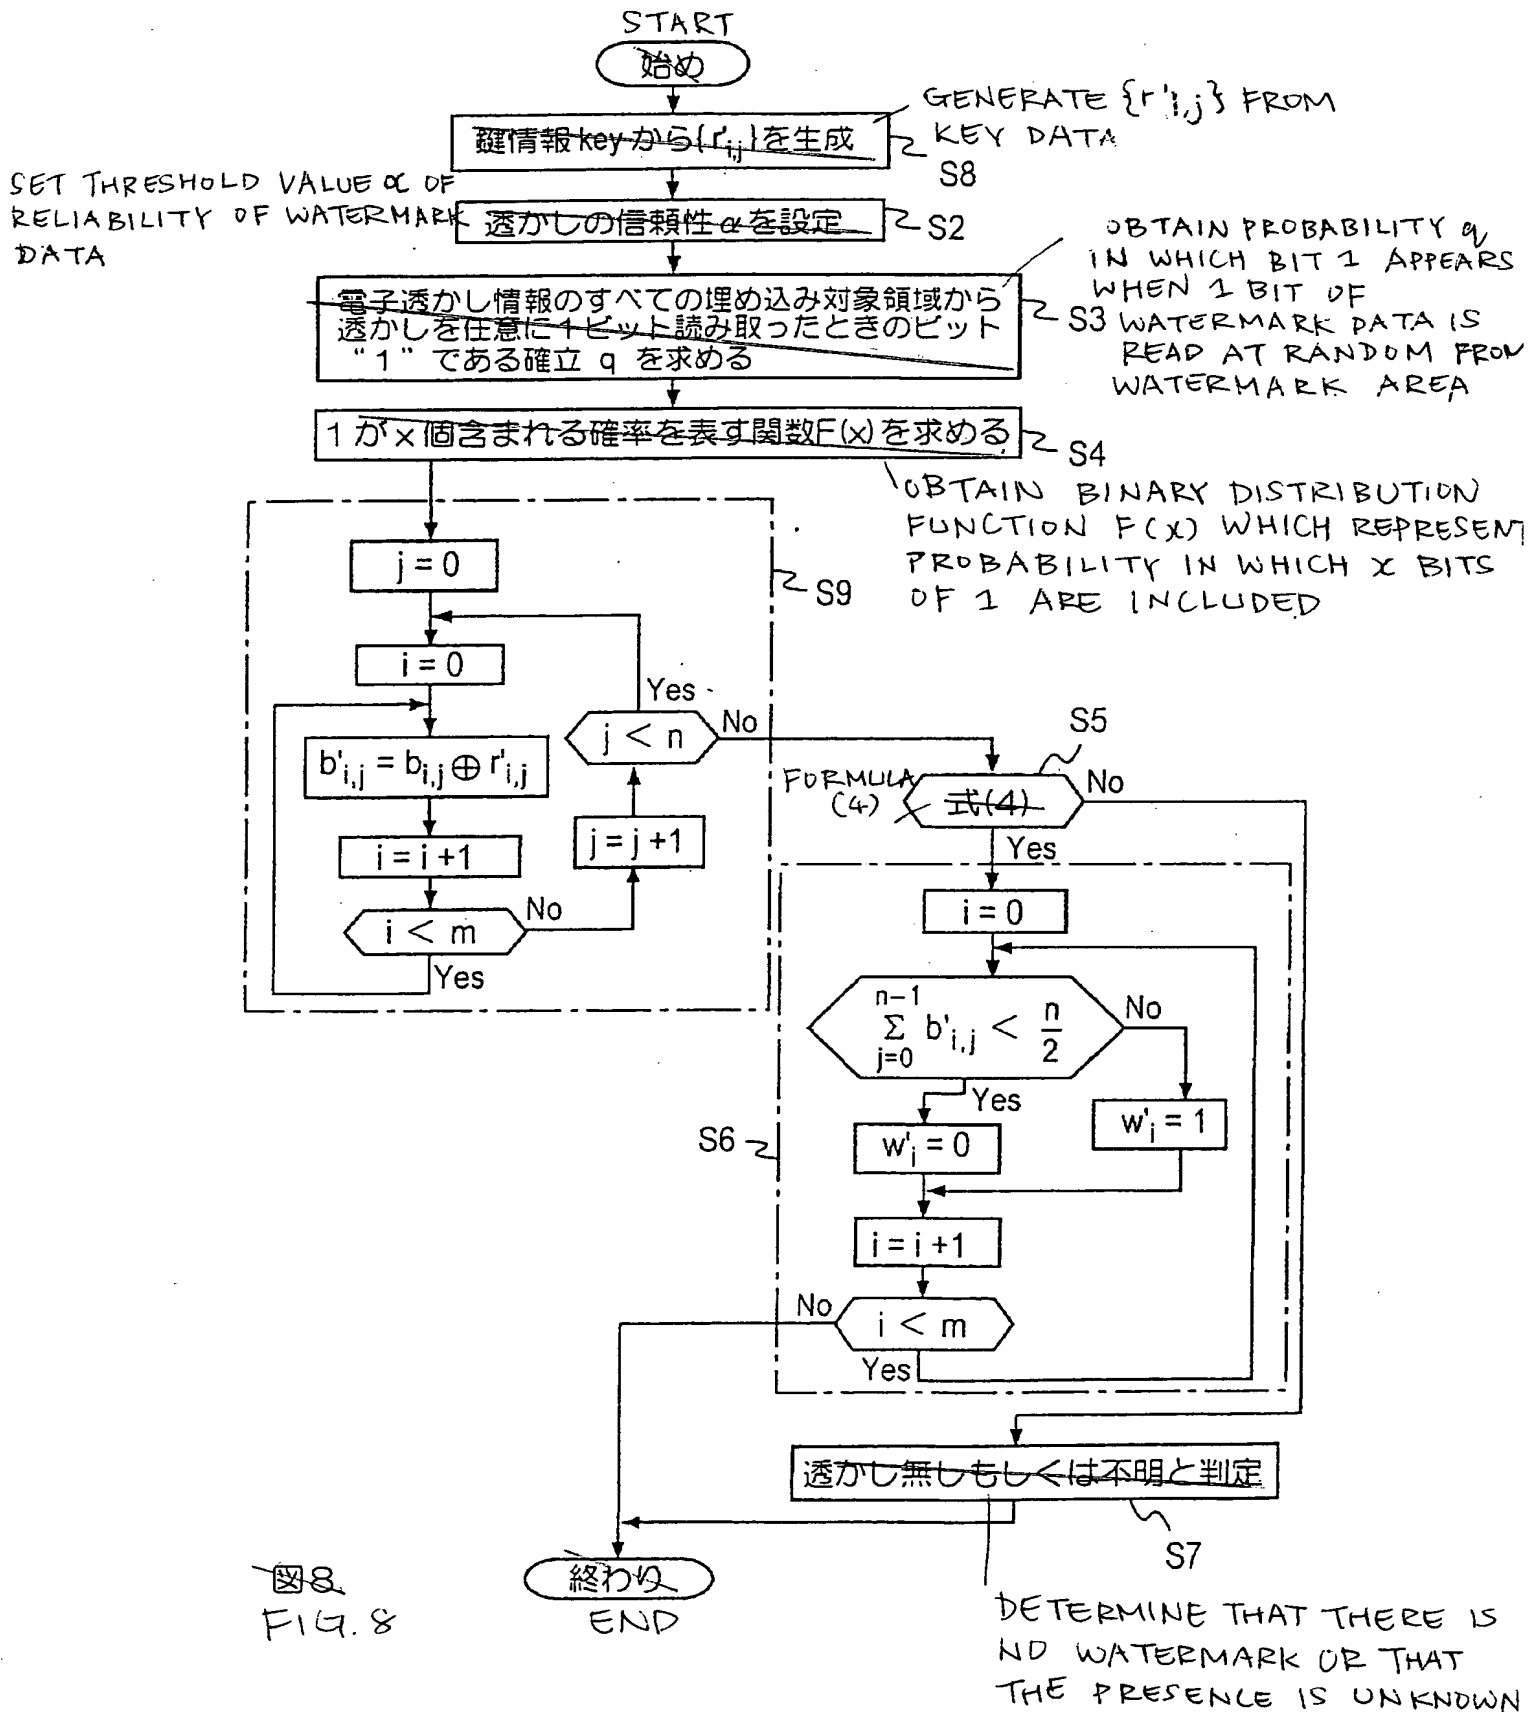 START
始め
鍵情報keyから{r'i,j}を生成
GENERATE {r'i,j} FROM
KEY DATA
S8
SET THRESHOLD VALUE α OF
RELIABILITY OF WATERMARK
DATA
透かしの信頼性αを設定
S2
電子透かし情報のすべての埋め込み対象領域から
透かしを任意に1ビット読み取ったときのビット
“1”である確立 q を求める
S3
OBTAIN PROBABILITY q
IN WHICH BIT 1 APPEARS
WHEN 1 BIT OF
WATERMARK DATA IS
READ AT RANDOM FROM
WATERMARK AREA
1がx個含まれる確率を表す関数F(x)を求める
S4
OBTAIN BINARY DISTRIBUTION
FUNCTION F(x) WHICH REPRESENT
PROBABILITY IN WHICH x BITS
OF 1 ARE INCLUDED
j = 0
S9
i = 0
Yes
j < n
No
b'i,j = bi,j ⊕ r'i,j
i = i +1
j = j +1
i < m
No
Yes
S5
FORMULA
(4)
式(4)
No
Yes
i = 0
n-1
Σ b'i,j < n/2
j=0
No
Yes
w'i = 0
w'i = 1
S6
i = i +1
No
i < m
Yes
透かし無しもしくは不明と判定
S7
DETERMINE THAT THERE IS
NO WATERMARK OR THAT
THE PRESENCE IS UNKNOWN
終わり
END
図8
FIG. 8